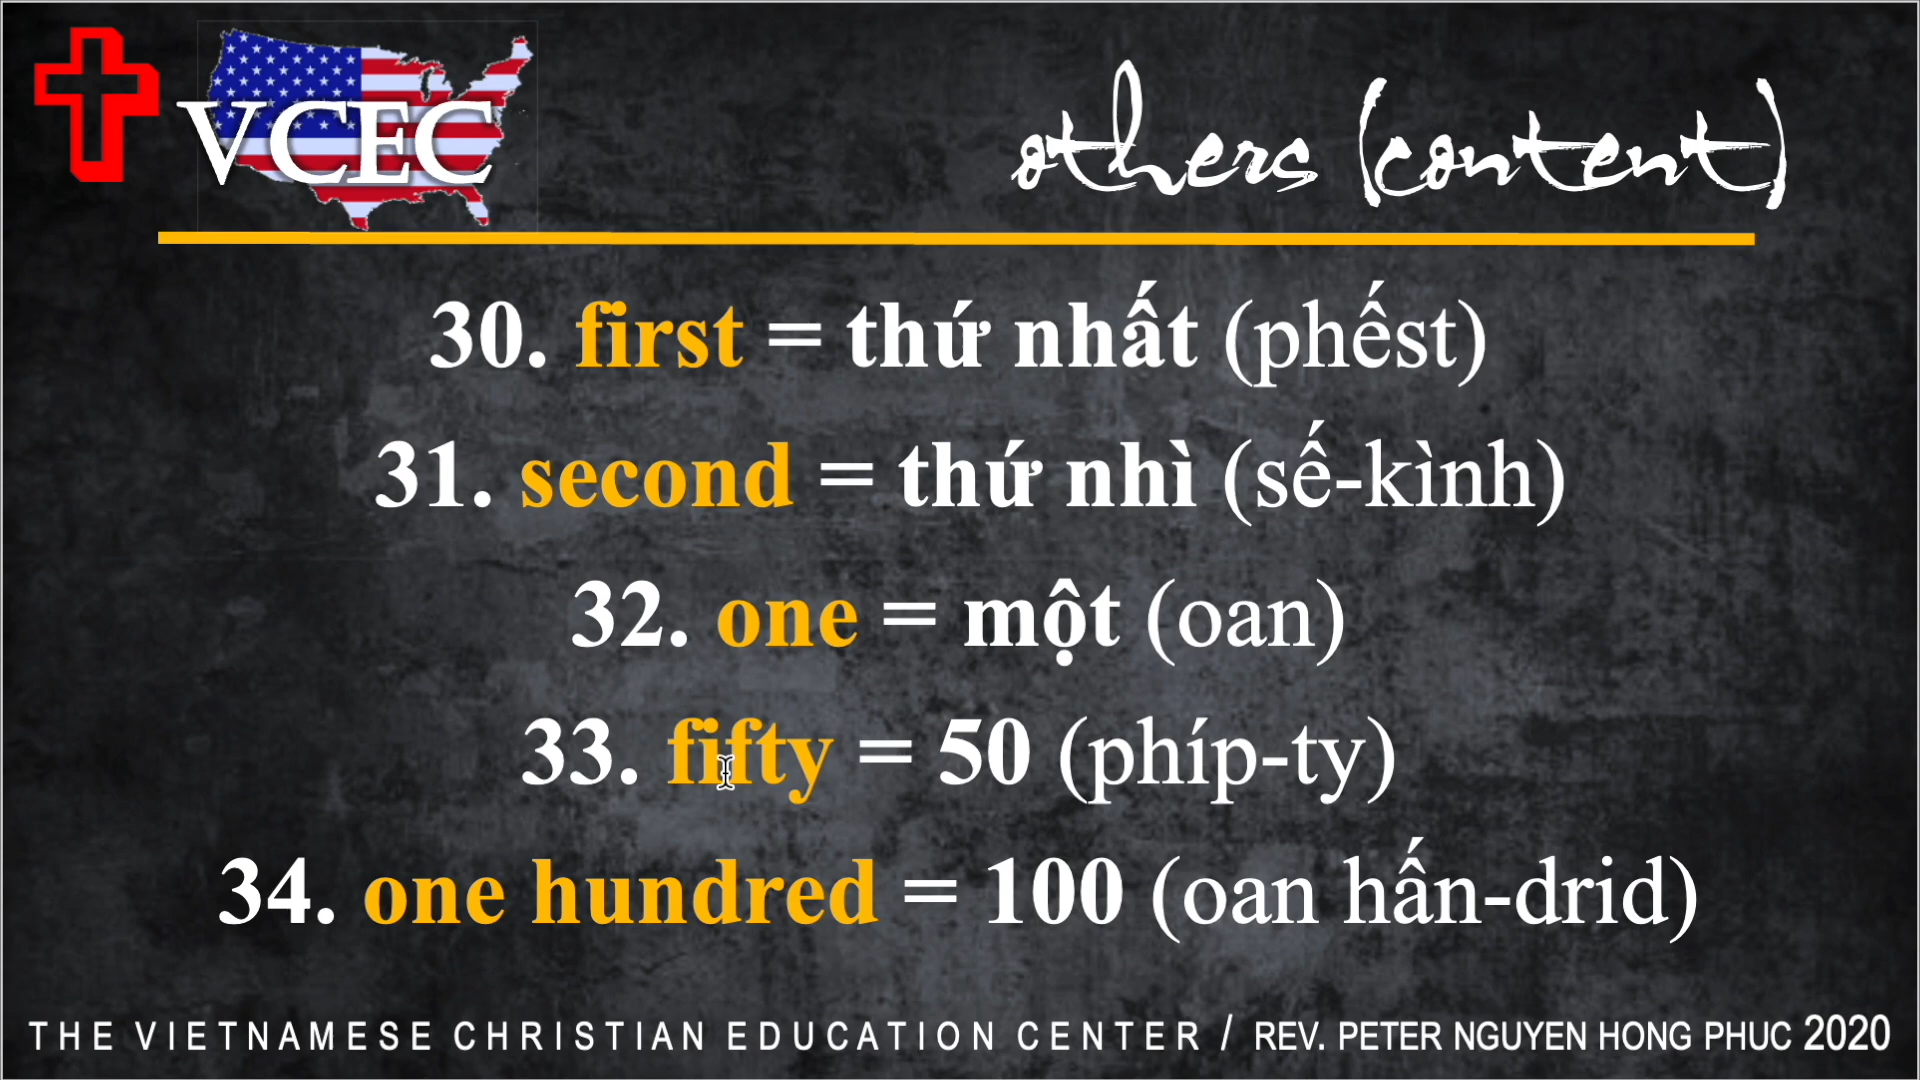 VCEC
others (content)
30. first = thứ nhất (phếst)
31. second = thứ nhì (sế-kình)
32. one = một (oan)
33. fifty = 50 (phíp-ty)
34. one hundred = 100 (oan hấn-drid)
THE VIETNAMESE CHRISTIAN EDUCATION CENTER / REV. PETER NGUYEN HONG PHUC 2020